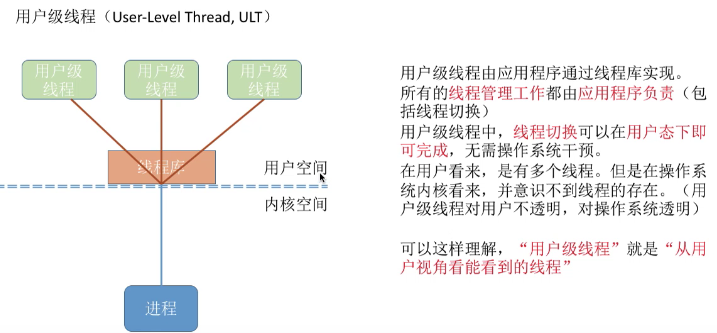 用户级线程（User-Level Thread, ULT）
用户级
线程
用户级
线程
用户级
线程
线程库
用户空间
内核空间
进程
用户级线程由应用程序通过线程库实现。
所有的线程管理工作都由应用程序负责（包
括线程切换）
用户级线程中，线程切换可以在用户态下即
可完成，无需操作系统干预。
在用户看来，是有多个线程。但是在操作系
统内核看来，并意识不到线程的存在。（用
户级线程对用户不透明，对操作系统透明）
可以这样理解，“用户级线程”就是“从用
户视角看能看到的线程”